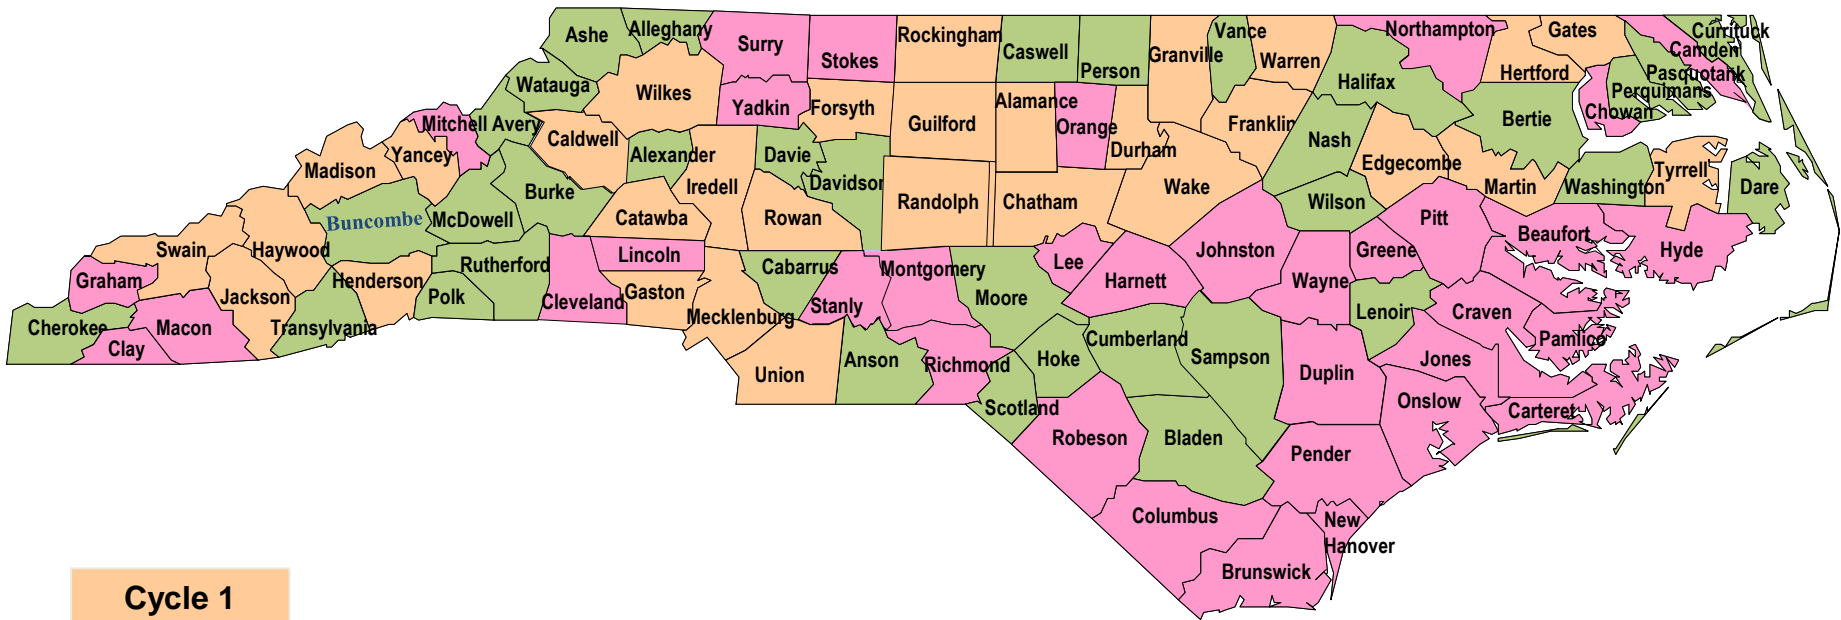 Ashe
Alleghany
Surry
Stokes
Rockingham
Caswell
Person
Granville
Vance
Warren
Northampton
Gates
Hertford
Currituck
Camden
Pasquotank
Perquimans
Chowan
Halifax
Bertie
Watauga
Wilkes
Yadkin
Forsyth
Guilford
Alamance
Orange
Durham
Franklin
Nash
Edgecombe
Martin
Washington
Tyrrell
Dare
Mitchell
Avery
Caldwell
Alexander
Davie
Davidson
Iredell
Madison
Yancey
Burke
McDowell
Buncombe
Catawba
Rowan
Randolph
Chatham
Wake
Wilson
Pitt
Beaufort
Hyde
Swain
Haywood
Graham
Jackson
Henderson
Rutherford
Polk
Cleveland
Lincoln
Gaston
Mecklenburg
Cabarrus
Stanly
Montgomery
Moore
Lee
Harnett
Johnston
Wayne
Greene
Lenoir
Craven
Pamlico
Cherokee
Clay
Macon
Transylvania
Union
Anson
Richmond
Hoke
Cumberland
Sampson
Duplin
Jones
Onslow
Carteret
Scotland
Robeson
Bladen
Pender
Columbus
New
Hanover
Brunswick
Cycle 1